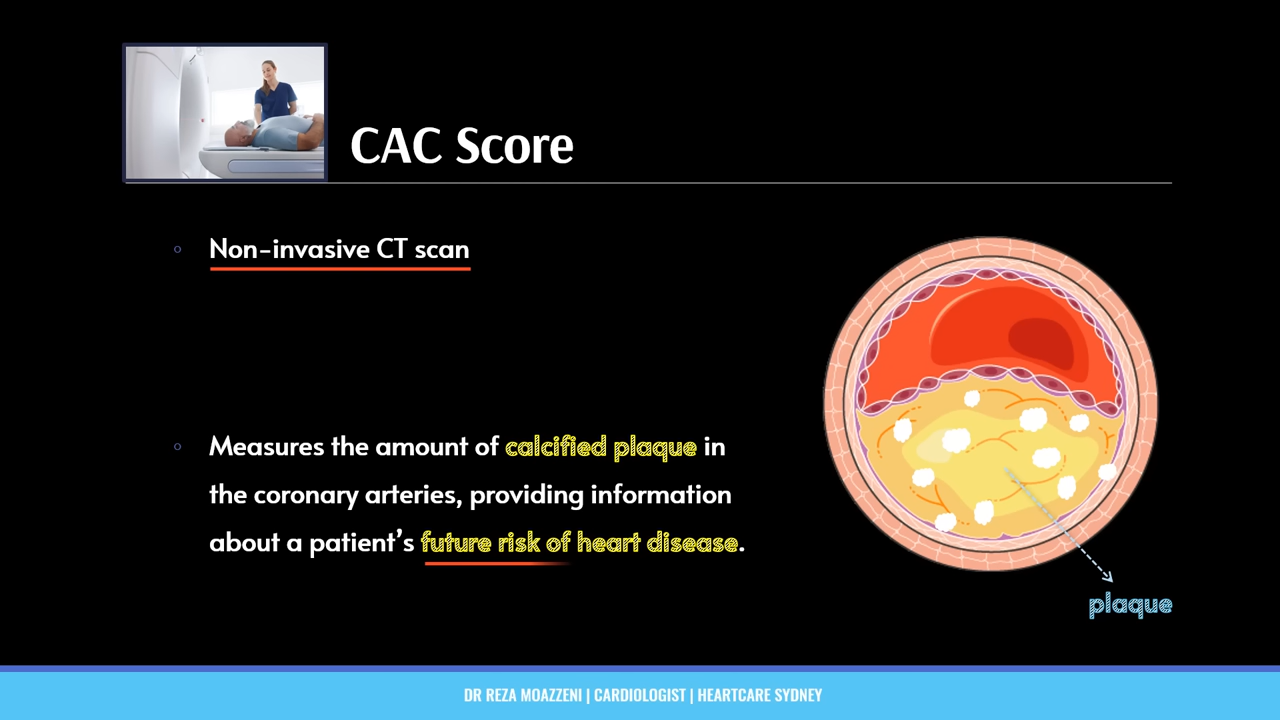 CAC Score
Non-invasive CT scan
Measures the amount of calcified plaque in
the coronary arteries, providing information
about a patient’s future risk of heart disease.
plaque
DR REZA MOAZZENI | CARDIOLOGIST | HEARTCARE SYDNEY